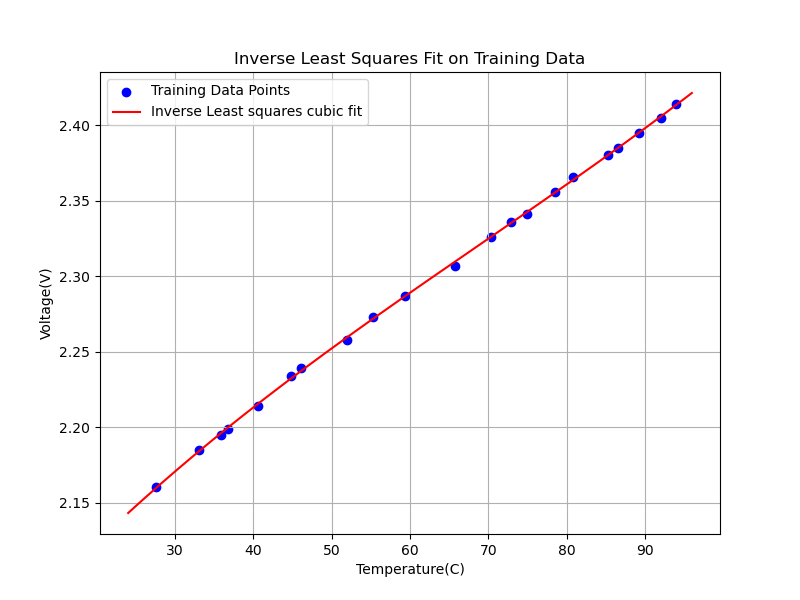 Inverse Least Squares Fit on Training Data
Training Data Points
Inverse Least squares cubic fit
2.40
2.35
2.30
2.25
2.20
2.15
Voltage(V)
30 40 50 60 70 80 90
Temperature(C)